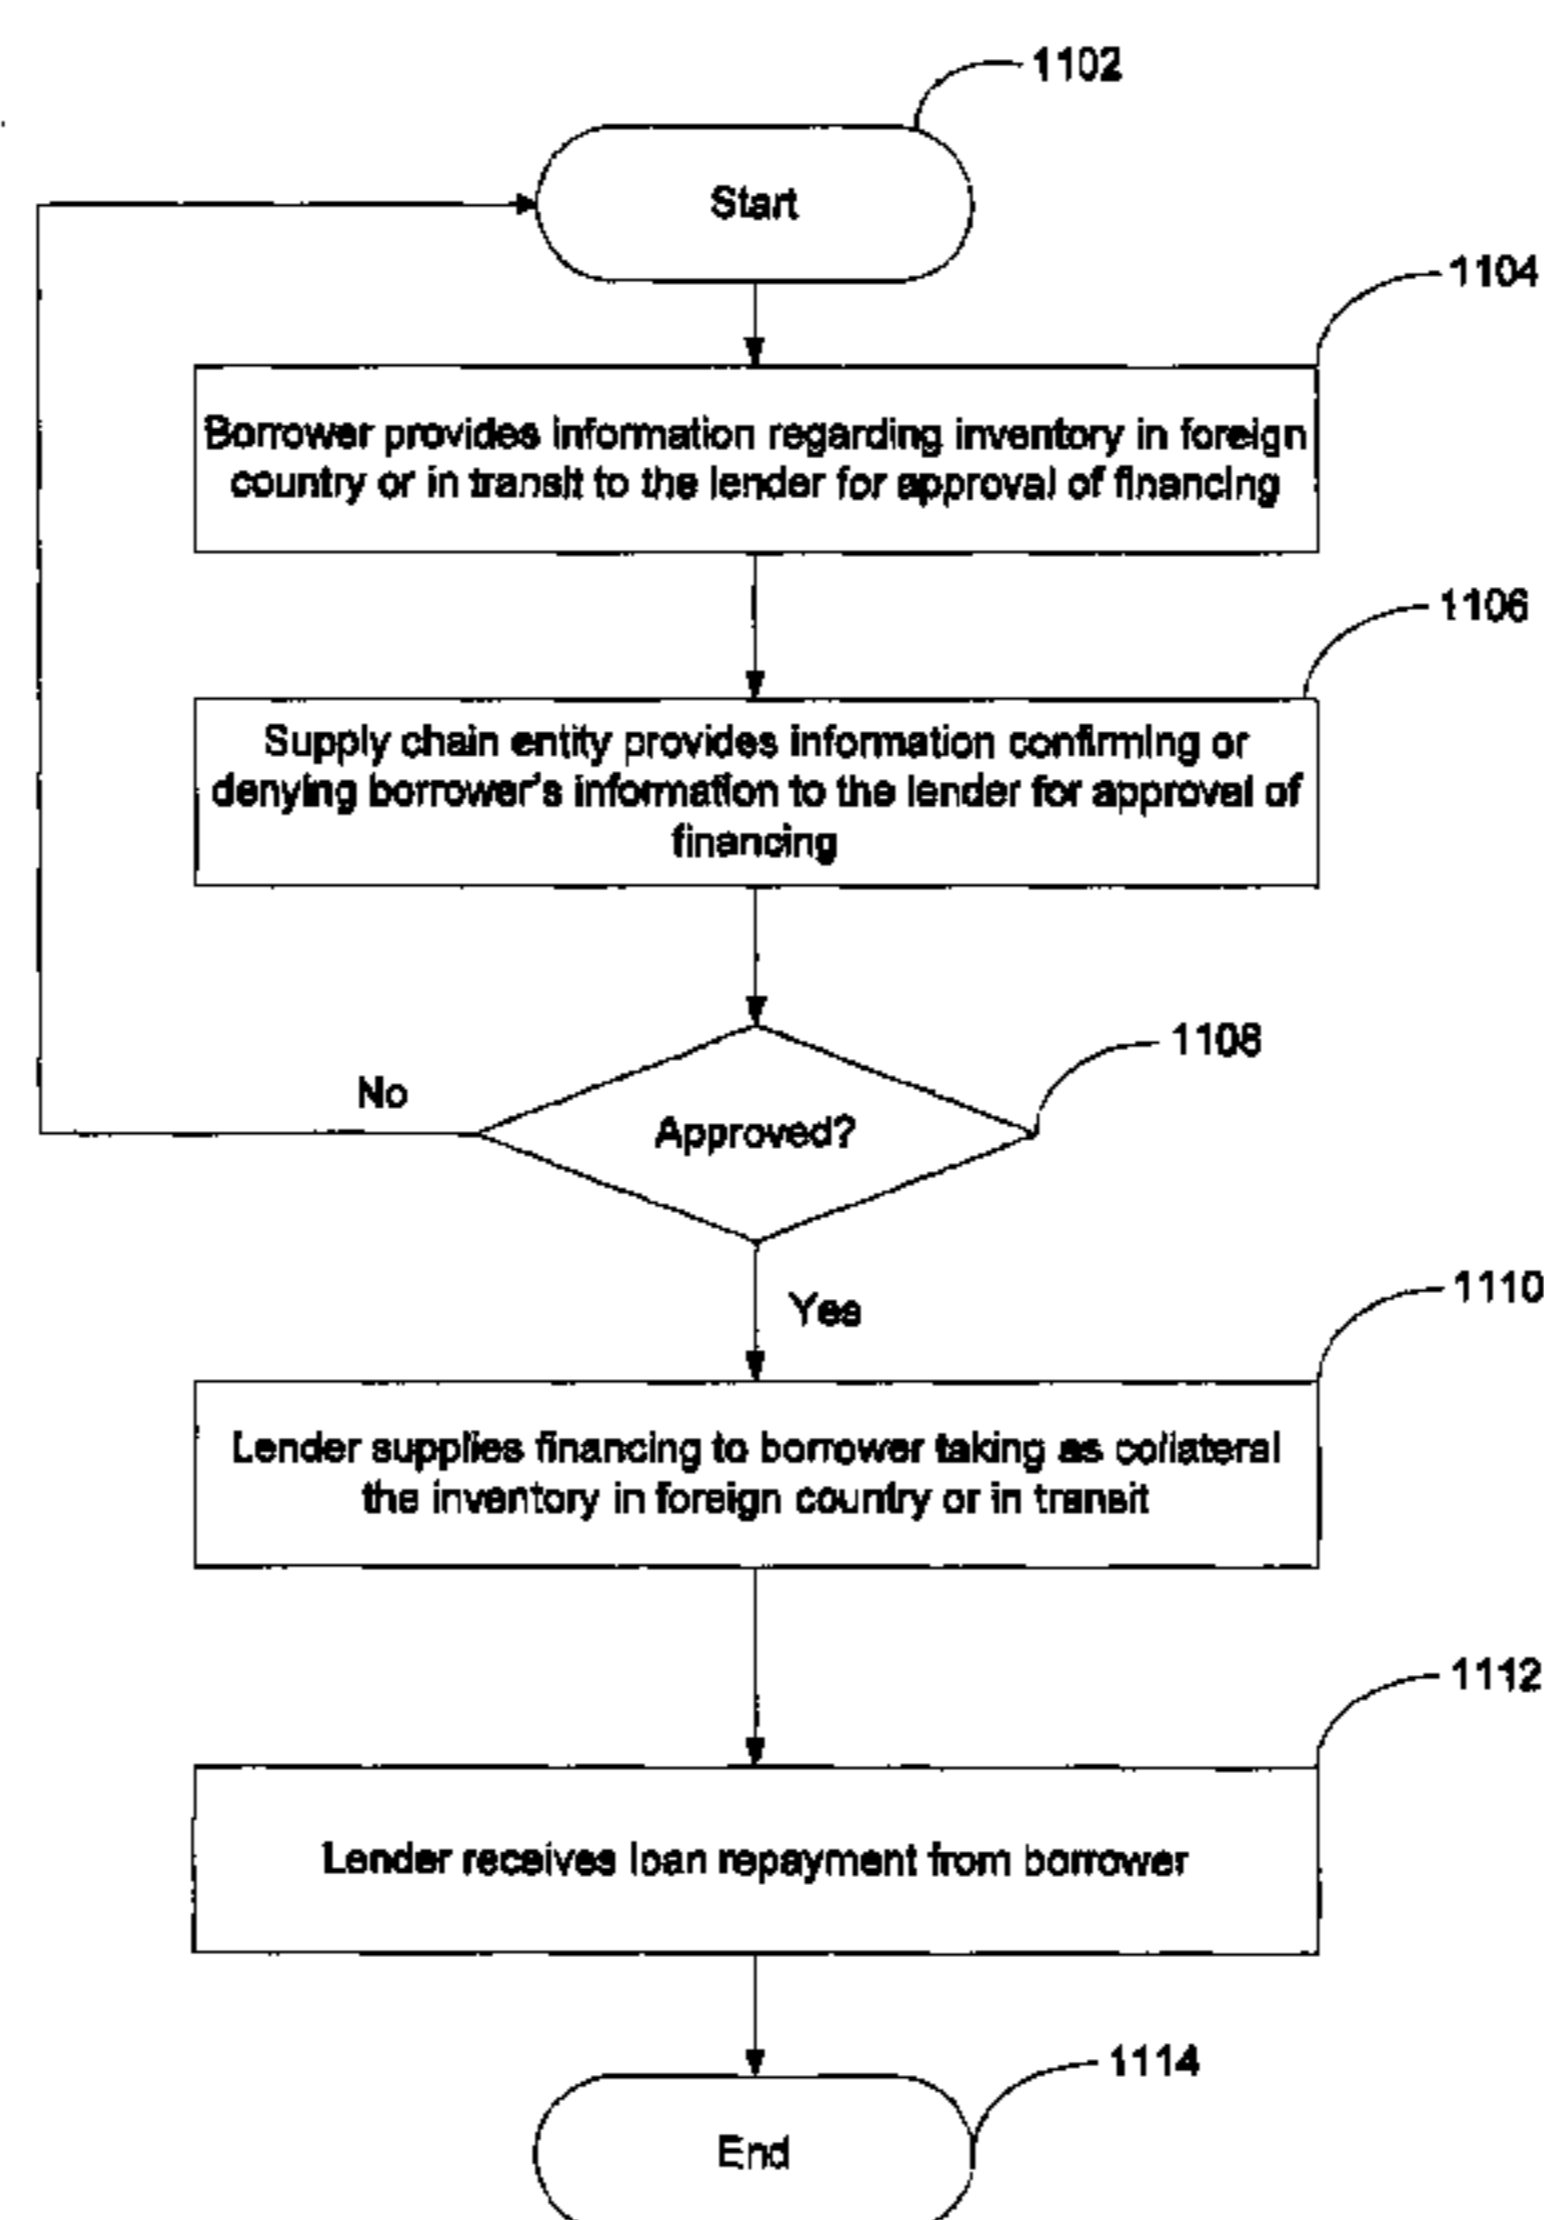 1102
Start
1104
Borrower provides information regarding inventory in foreign
country or in transit to the lender for approval of financing
1106
Supply chain entity provides information confirming or
denying borrower's information to the lender for approval of
financing
1108
No
Approved?
Yes
1110
Lender supplies financing to borrower taking as collateral
the inventory in foreign country or in transit
1112
Lender receives loan repayment from borrower
1114
End